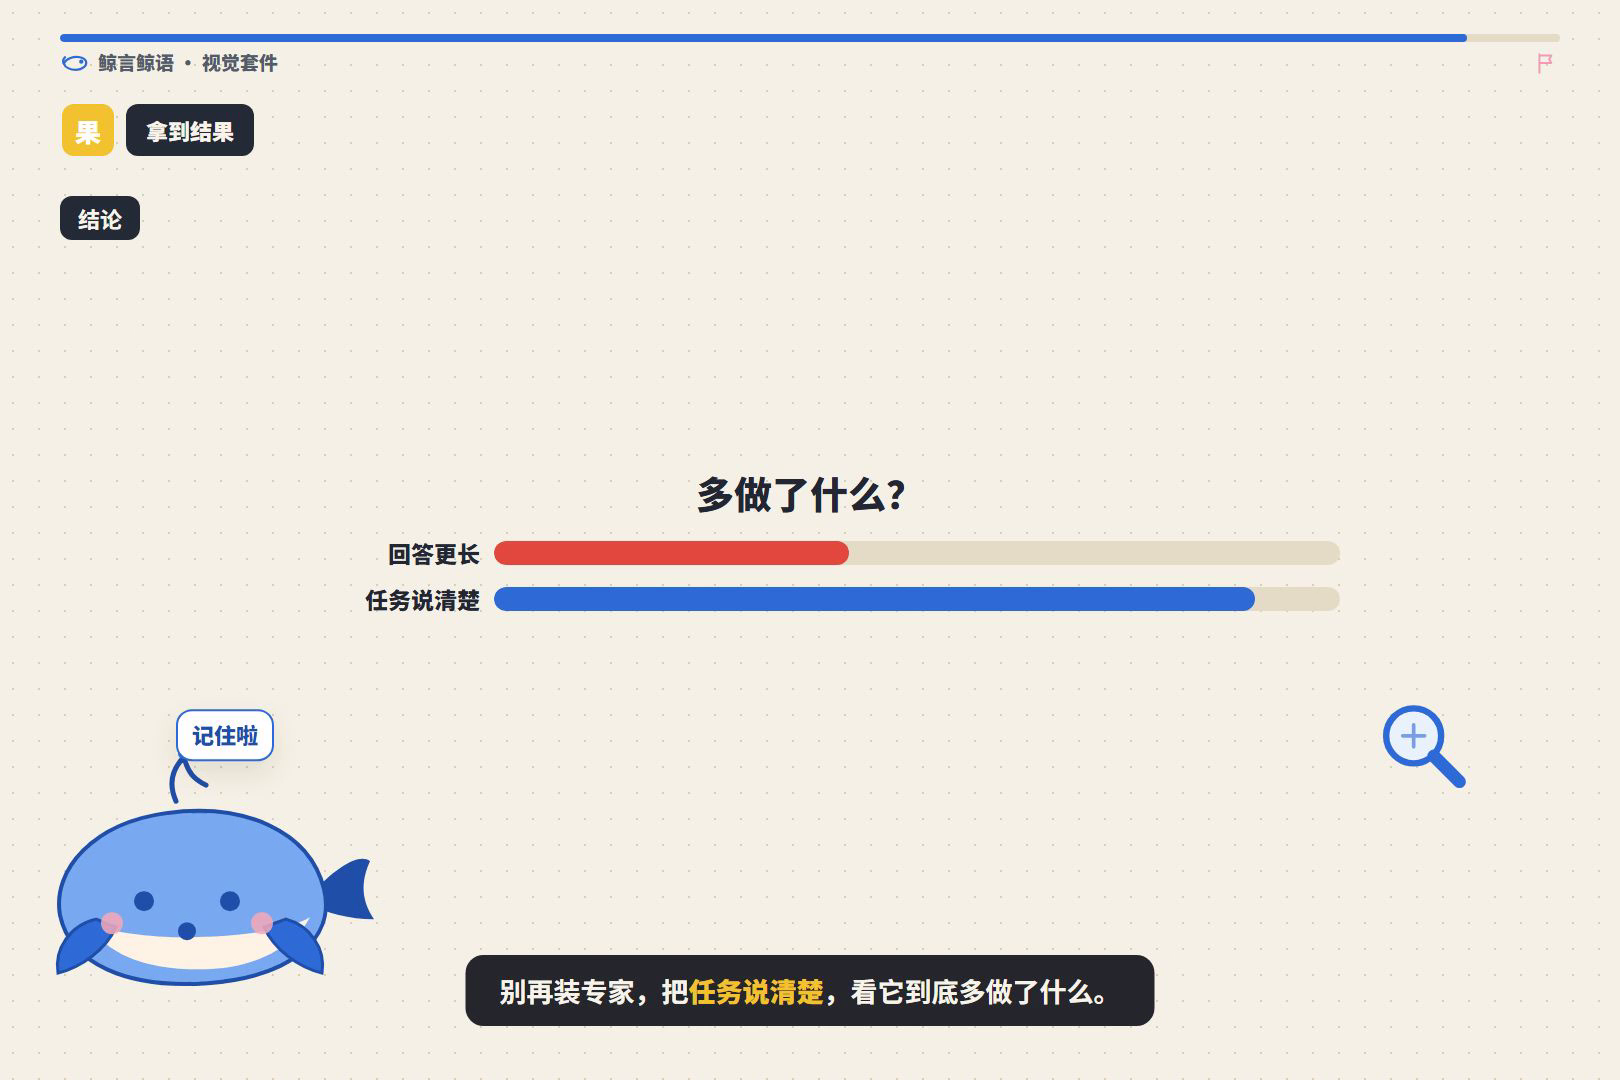 鲸言鲸语 • 视觉套件
果 拿到结果
结论
多做了什么?
回答更长
任务说清楚
记住啦
别再装专家，把任务说清楚，看它到底多做了什么。